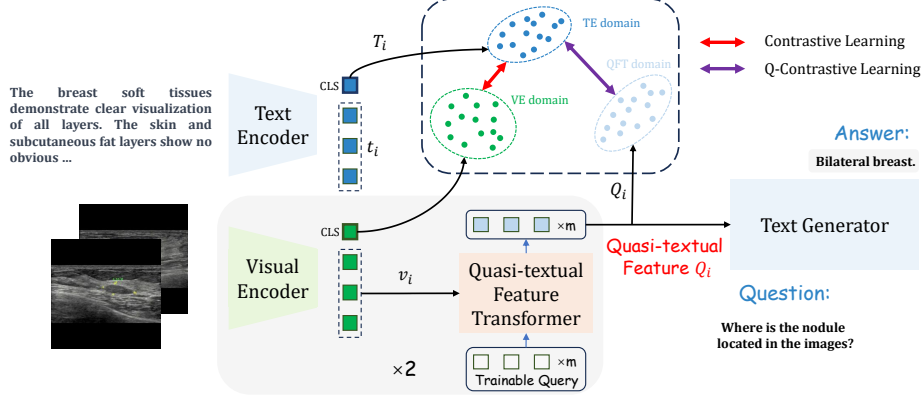 The breast soft tissues
demonstrate clear visualization
of all layers. The skin and
subcutaneous fat layers show no
obvious ...
Text
Encoder
CLS
T_i
t_i
TE domain
VE domain
QFT domain
Contrastive Learning
Q-Contrastive Learning
Visual
Encoder
CLS
v_i
×2
×m
Quasi-textual
Feature
Transformer
×m
Trainable Query
Q_i
Quasi-textual
Feature Q_i
Answer:
Bilateral breast.
Text Generator
Question:
Where is the nodule
located in the images?